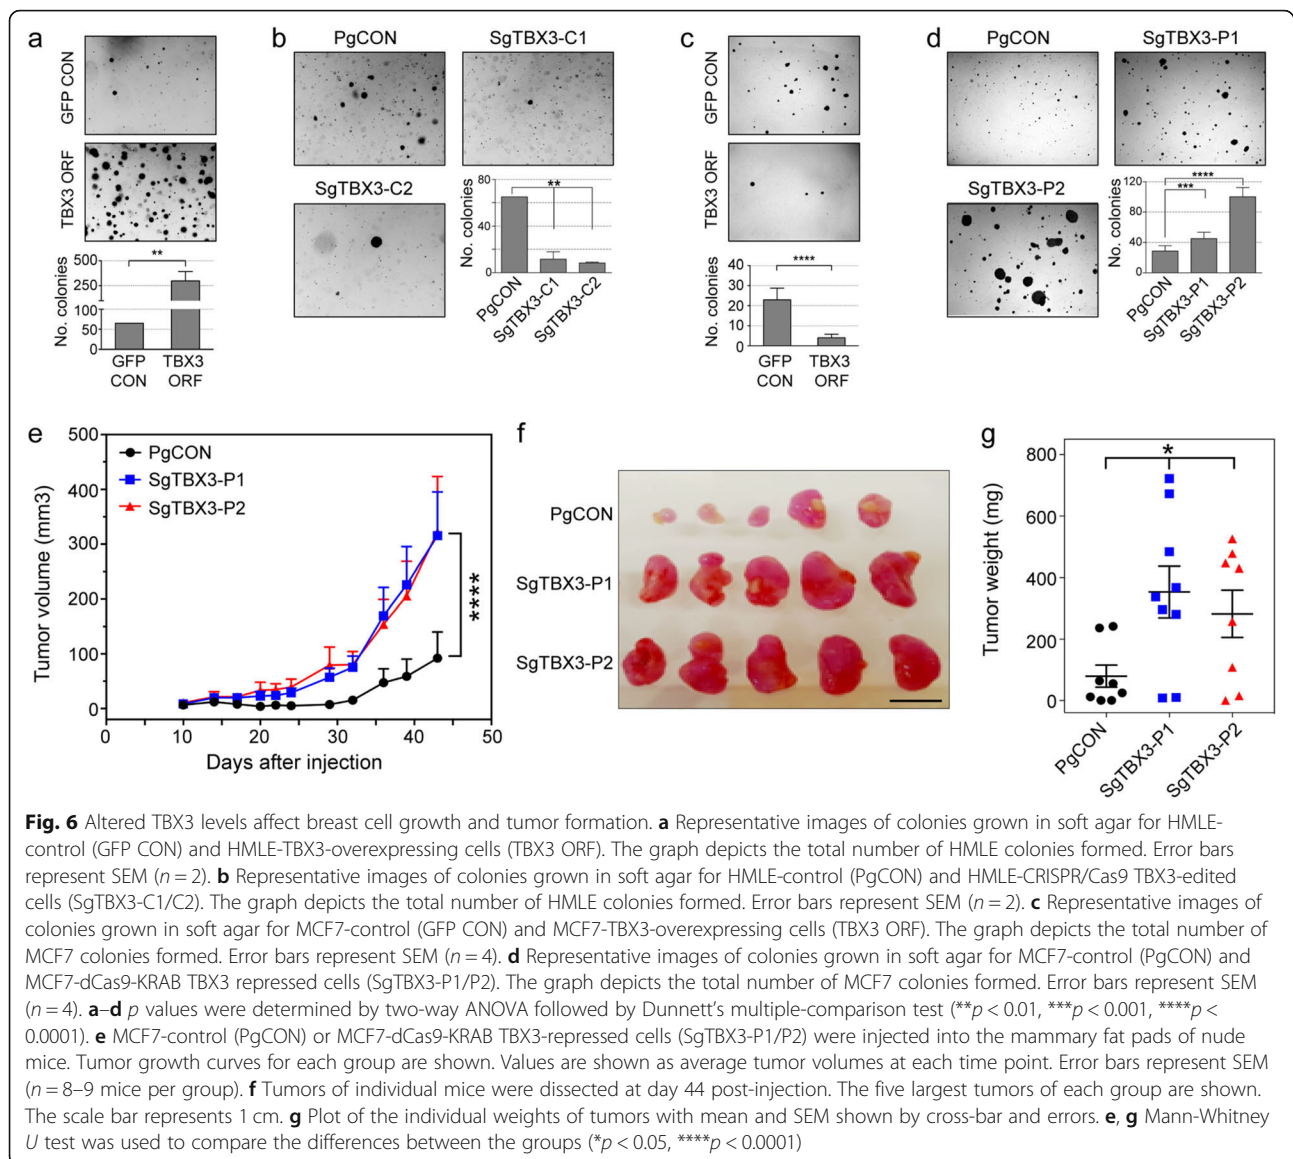 a
GFP CON
TBX3 ORF
No. colonies
500
250
100
50
0
**
GFP CON
TBX3 ORF
b
PgCON
SgTBX3-C1
SgTBX3-C2
No. colonies
80
40
0
**
PgCON
SgTBX3-C1
SgTBX3-C2
c
GFP CON
TBX3 ORF
No. colonies
40
30
20
10
0
****
GFP CON
TBX3 ORF
d
PgCON
SgTBX3-P1
SgTBX3-P2
No. colonies
120
80
40
0
****
***
PgCON
SgTBX3-P1
SgTBX3-P2
e
Tumor volume (mm3)
500
400
300
200
100
0
PgCON
SgTBX3-P1
SgTBX3-P2
****
0
10
20
30
40
50
Days after injection
f
PgCON
SgTBX3-P1
SgTBX3-P2
g
Tumor weight (mg)
800
600
400
200
0
*
PgCON
SgTBX3-P1
SgTBX3-P2
Fig. 6 Altered TBX3 levels affect breast cell growth and tumor formation. a Representative images of colonies grown in soft agar for HMLE-
control (GFP CON) and HMLE-TBX3-overexpressing cells (TBX3 ORF). The graph depicts the total number of HMLE colonies formed. Error bars
represent SEM (n = 2). b Representative images of colonies grown in soft agar for HMLE-control (PgCON) and HMLE-CRISPR/Cas9 TBX3-edited
cells (SgTBX3-C1/C2). The graph depicts the total number of HMLE colonies formed. Error bars represent SEM (n = 2). c Representative images of
colonies grown in soft agar for MCF7-control (GFP CON) and MCF7-TBX3-overexpressing cells (TBX3 ORF). The graph depicts the total number of
MCF7 colonies formed. Error bars represent SEM (n = 4). d Representative images of colonies grown in soft agar for MCF7-control (PgCON) and
MCF7-dCas9-KRAB TBX3 repressed cells (SgTBX3-P1/P2). The graph depicts the total number of MCF7 colonies formed. Error bars represent SEM
(n = 4). a–d p values were determined by two-way ANOVA followed by Dunnett's multiple-comparison test (**p < 0.01, ***p < 0.001, ****p <
0.0001). e MCF7-control (PgCON) or MCF7-dCas9-KRAB TBX3-repressed cells (SgTBX3-P1/P2) were injected into the mammary fat pads of nude
mice. Tumor growth curves for each group are shown. Values are shown as average tumor volumes at each time point. Error bars represent SEM
(n = 8–9 mice per group). f Tumors of individual mice were dissected at day 44 post-injection. The five largest tumors of each group are shown.
The scale bar represents 1 cm. g Plot of the individual weights of tumors with mean and SEM shown by cross-bar and errors. e, g Mann-Whitney
U test was used to compare the differences between the groups (*p < 0.05, ****p < 0.0001)